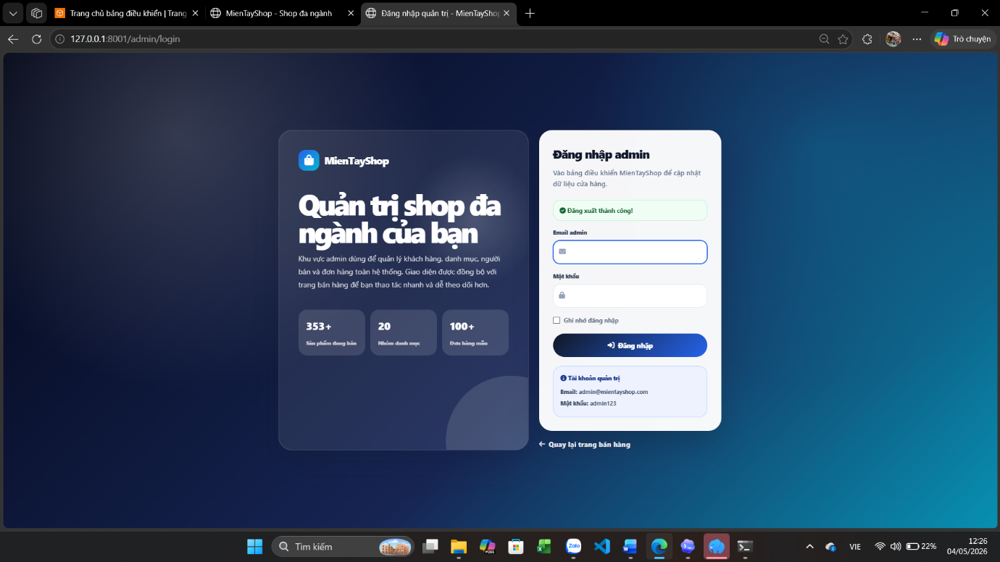 Trang chủ bảng điều khiển | Trang
MienTayShop - Shop đa ngành
Đăng nhập quản trị - MienTayShop
127.0.0.1:8001/admin/login
Trò chuyện
MienTayShop
Quản trị shop đa
ngành của bạn
Khu vực admin dùng để quản lý khách hàng, danh mục, người
bán và đơn hàng toàn hệ thống. Giao diện được đồng bộ với
trang bán hàng để bạn thao tác nhanh và dễ theo dõi hơn.
353+
Sản phẩm đang bán
20
Nhóm danh mục
100+
Đơn hàng mẫu
Đăng nhập admin
Vào bảng điều khiển MienTayShop để cập nhật
dữ liệu cửa hàng.
Đăng xuất thành công!
Email admin
Mật khẩu
Ghi nhớ đăng nhập
Đăng nhập
Tài khoản quản trị
Email: admin@mientayshop.com
Mật khẩu: admin123
Quay lại trang bán hàng
Tìm kiếm
M365
Zalo
VIE
22%
12:26
04/05/2026